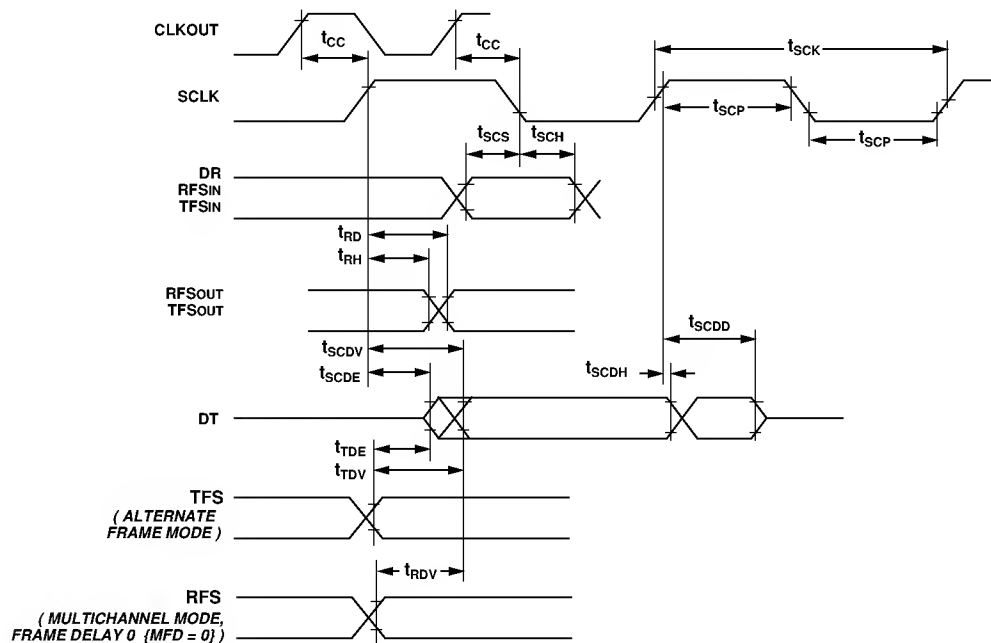 CLKOUT
tCC
tCC
tSCK
SCLK
tSCP
tSCP
tSCS
tSCH
DR
RFSIN
TFSIN
tRD
tRH
RFSOUT
TFSOUT
tSCDV
tSCDE
tSCDD
tSCDH
DT
tTDE
tTDV
TFS
( ALTERNATE
FRAME MODE )
tRDV
RFS
( MULTICHANNEL MODE,
FRAME DELAY 0 {MFD = 0} )